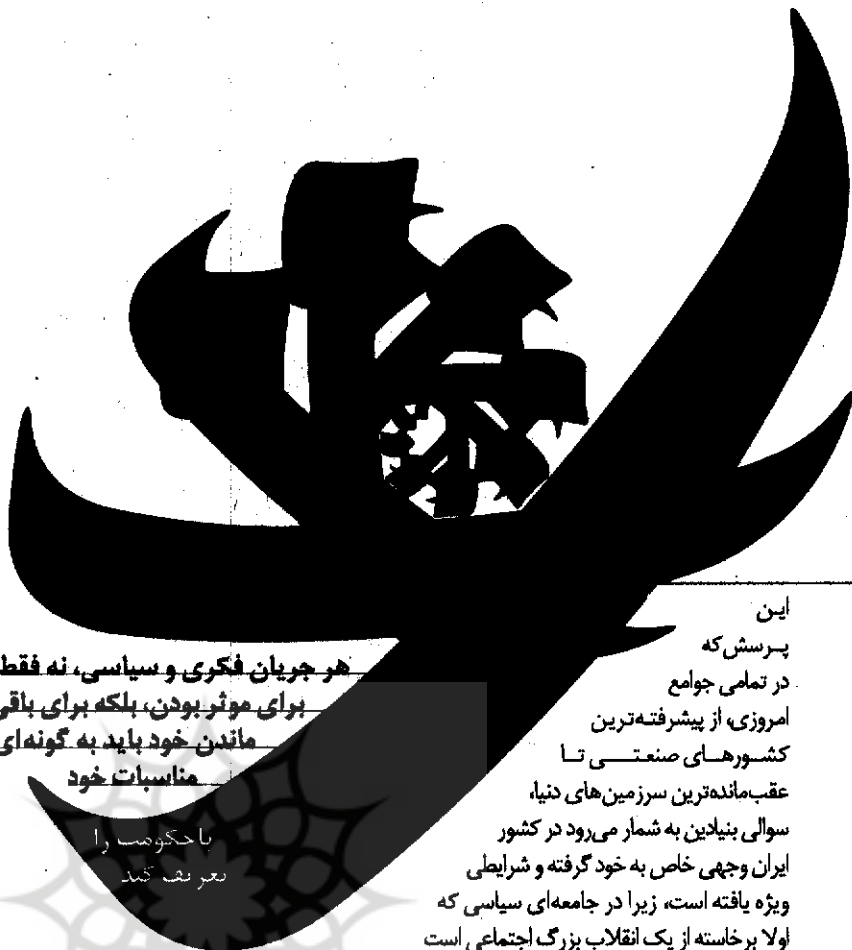 هر جریان فکری و سیاسی، نه فقط
برای موثر بودن، بلکه برای باقی
ماندن خود باید به گونه‌ای
مناسبات خود
با حکومت را
تعریف کند
این
پرسش که
در تمامی جوامع
امروزی، از پیشرفته‌ترین
کشورهای صنعتی تا
عقب‌مانده‌ترین سرزمین‌های دنیا،
سوالی بنیادین به شمار می‌رود در کشور
ایران وجهی خاص به خود گرفته و شرایطی
ویژه یافته است، زیرا در جامعه‌ای سیاسی که
اولا برخاسته از یک انقلاب بزرگ اجتماعی است